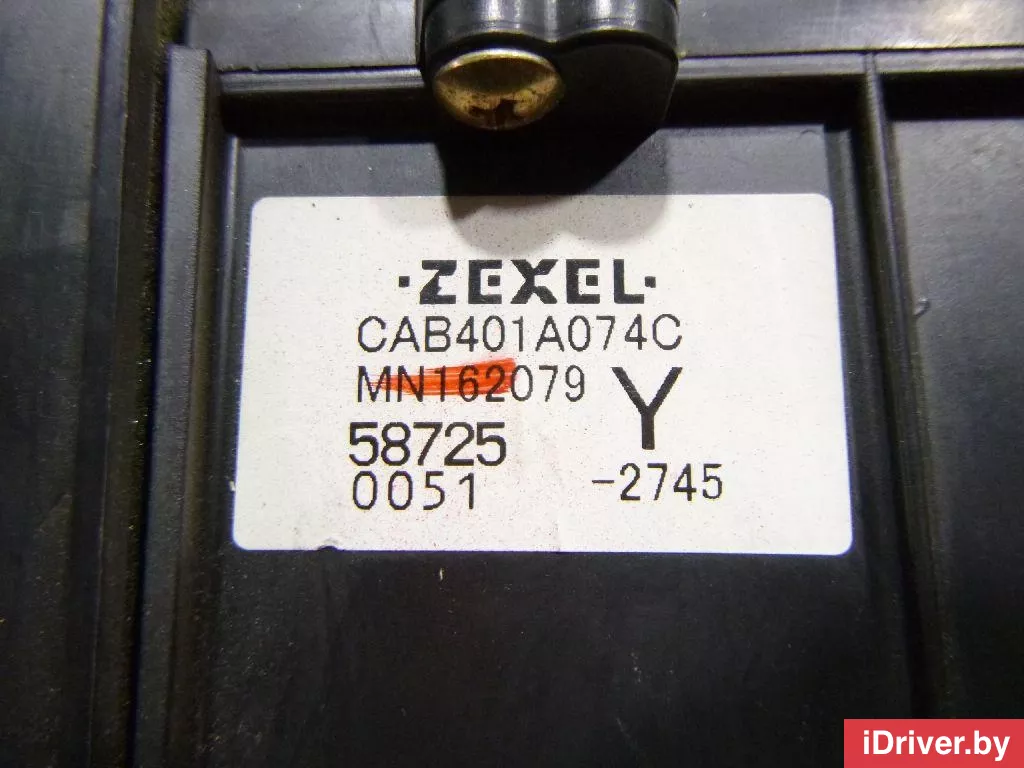 ·ZEXEL·
CAB401A074C
MN162079
Y
58725
0051 -2745
iDriver.by